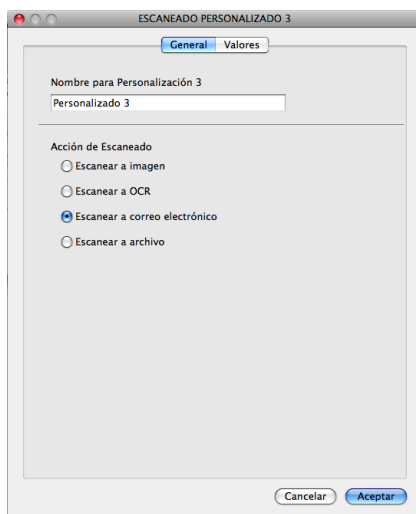 ESCANEADO PERSONALIZADO 3
General Valores
Nombre para Personalización 3
Personalizado 3
Acción de Escaneado
Escanear a imagen
Escanear a OCR
Escanear a correo electrónico
Escanear a archivo
Cancelar Aceptar